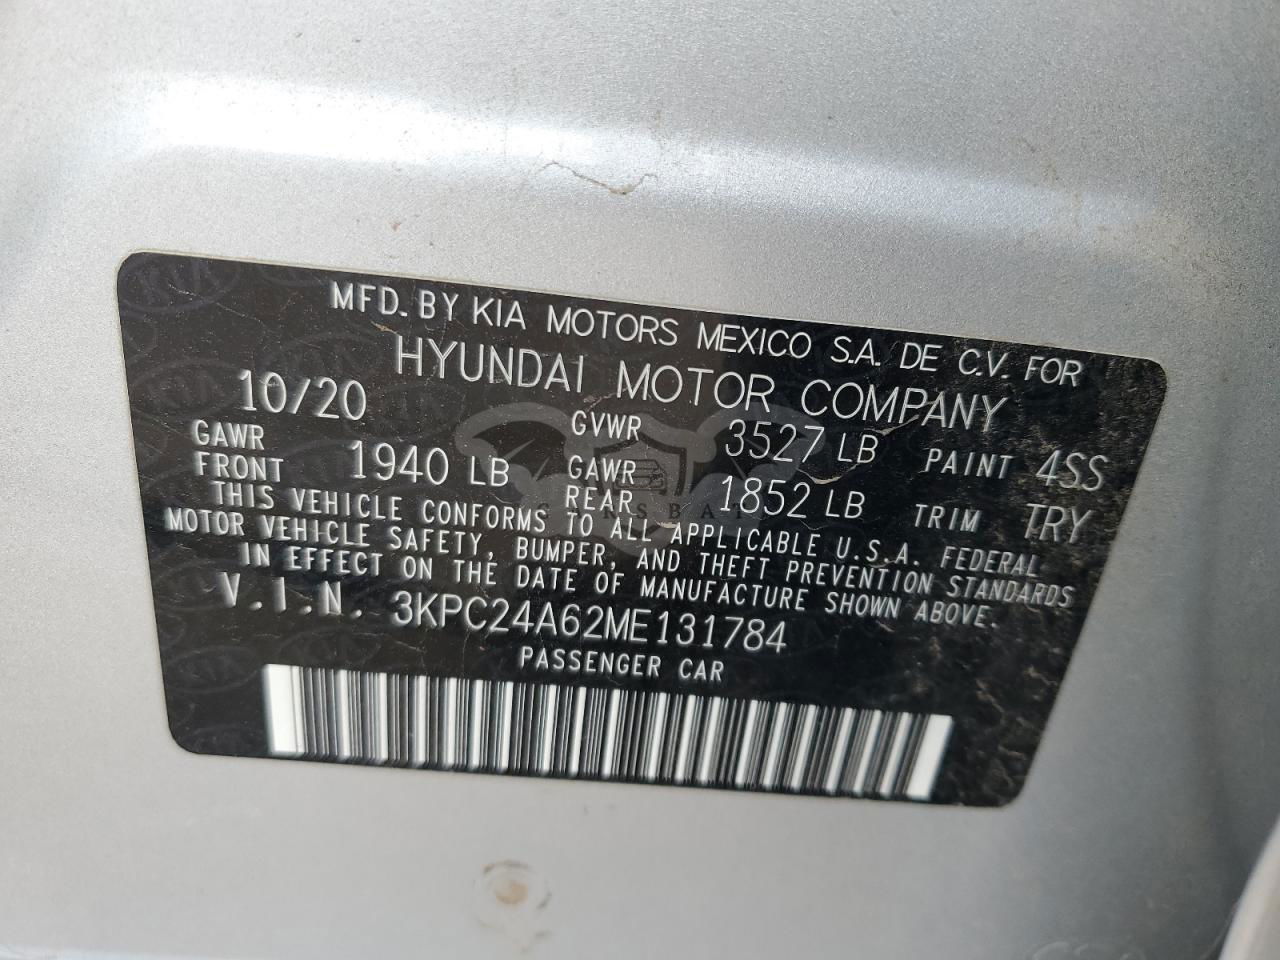 MFD. BY KIA MOTORS MEXICO S.A. DE C.V. FOR
HYUNDAI MOTOR COMPANY
10/20 GVWR 3527 LB PAINT 4SS
GAWR FRONT 1940 LB GAWR REAR 1852 LB TRIM TRY
THIS VEHICLE CONFORMS TO ALL APPLICABLE U.S.A. FEDERAL
MOTOR VEHICLE SAFETY, BUMPER, AND THEFT PREVENTION STANDARDS
IN EFFECT ON THE DATE OF MANUFACTURE SHOWN ABOVE.
V.I.N. 3KPC24A62ME131784
PASSENGER CAR